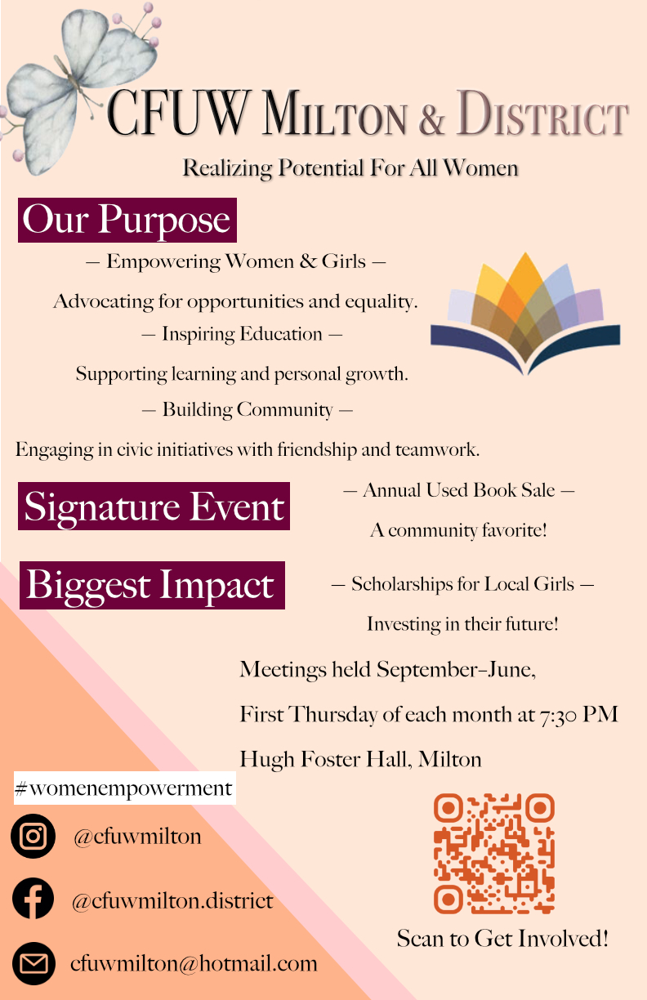 CFUW Milton & District
Realizing Potential For All Women
Our Purpose
— Empowering Women & Girls —
Advocating for opportunities and equality.
— Inspiring Education —
Supporting learning and personal growth.
— Building Community —
Engaging in civic initiatives with friendship and teamwork.
Signature Event
— Annual Used Book Sale —
A community favorite!
Biggest Impact
— Scholarships for Local Girls —
Investing in their future!
Meetings held September–June,
First Thursday of each month at 7:30 PM
Hugh Foster Hall, Milton
#womenempowerment
@cfuwmilton
@cfuwmilton.district
cfuwmilton@hotmail.com
Scan to Get Involved!